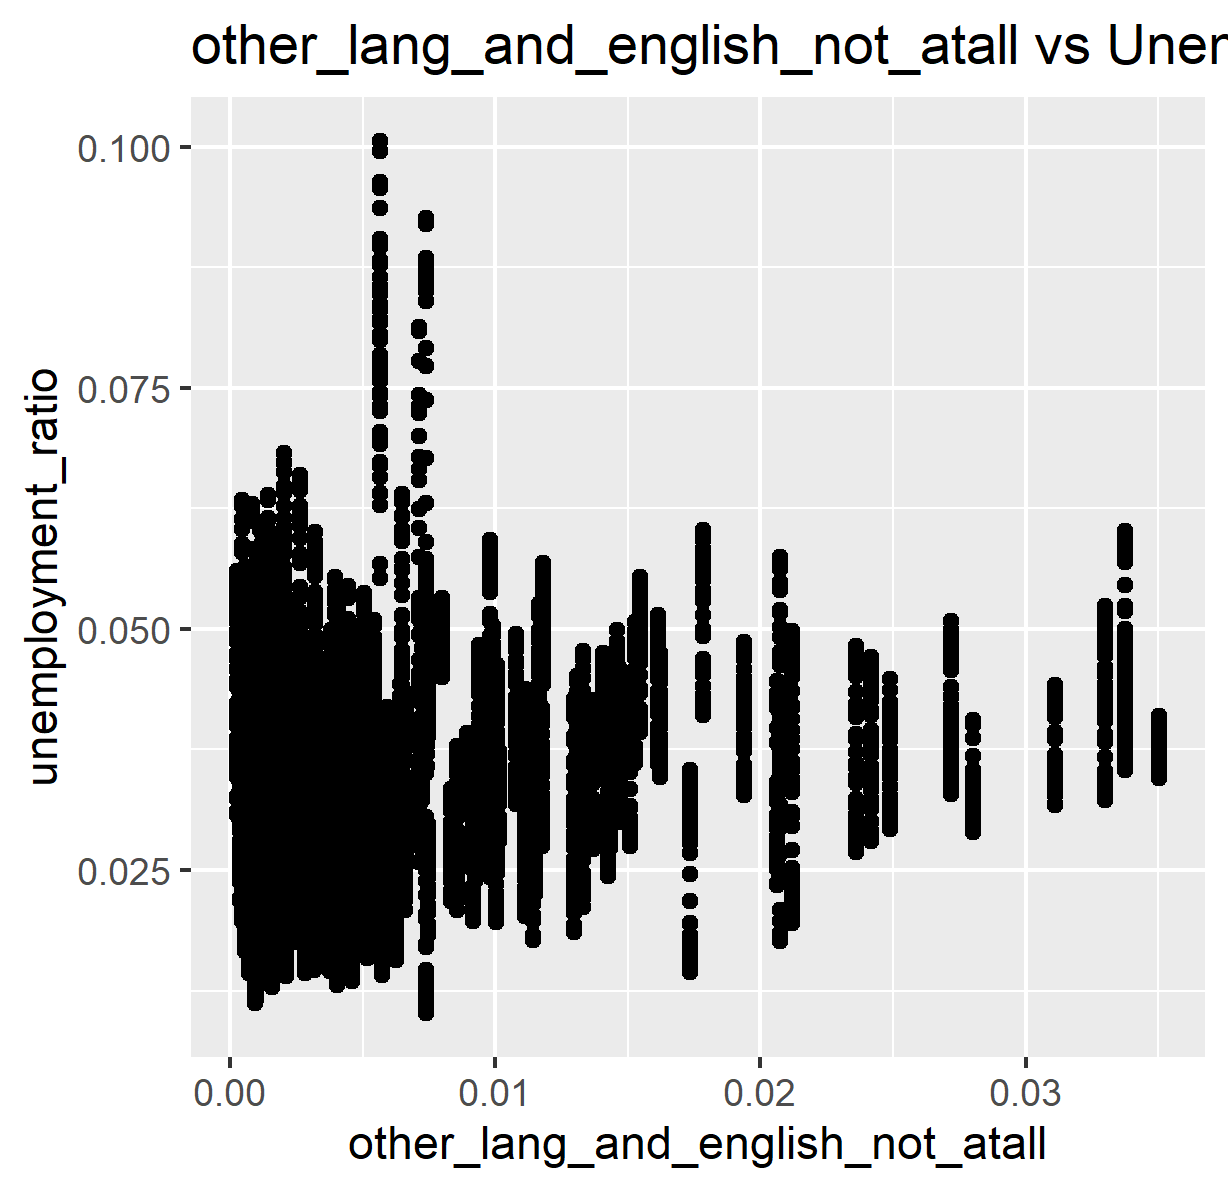 other_lang_and_english_not_atall vs Uner
0.100
0.075
0.050
0.025
unemployment_ratio
0.00 0.01 0.02 0.03
other_lang_and_english_not_atall